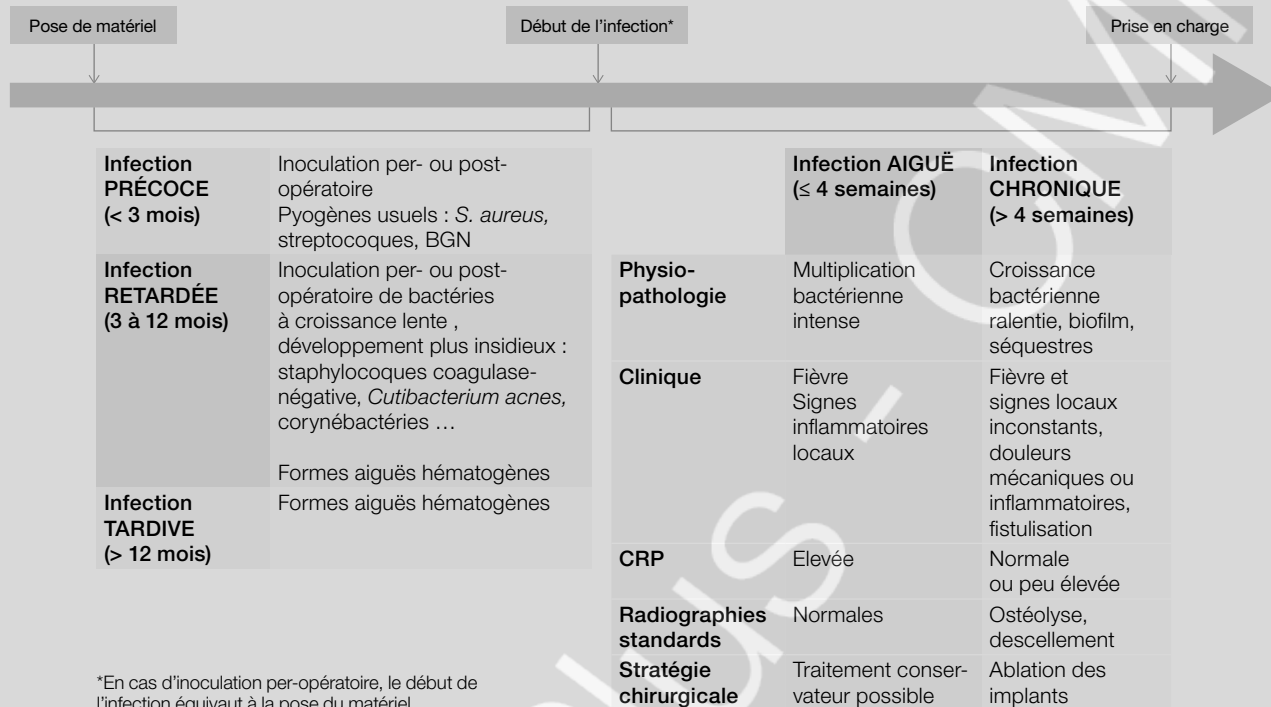 Pose de matériel
Début de l'infection*
Prise en charge
Infection
PRÉCOCE
(< 3 mois)
Inoculation per- ou post-
opératoire
Pyogènes usuels : S. aureus,
streptocoques, BGN
Infection
RETARDÉE
(3 à 12 mois)
Inoculation per- ou post-
opératoire de bactéries
à croissance lente ,
développement plus insidieux :
staphylocoques coagulase-
négative, Cutibacterium acnes,
corynébactéries …
Formes aiguës hématogènes
Infection
TARDIVE
(> 12 mois)
Formes aiguës hématogènes
*En cas d'inoculation per-opératoire, le début de
l'infection équivaut à la pose du matériel
Infection AIGUË
(≤ 4 semaines)
Infection
CHRONIQUE
(> 4 semaines)
Physio-
pathologie
Multiplication
bactérienne
intense
Croissance
bactérienne
ralentie, biofilm,
séquestres
Clinique
Fièvre
Signes
inflammatoires
locaux
Fièvre et
signes locaux
inconstants,
douleurs
mécaniques ou
inflammatoires,
fistulisation
CRP
Elevée
Normale
ou peu élevée
Radiographies
standards
Normales
Ostéolyse,
descellement
Stratégie
chirurgicale
Traitement conser-
vateur possible
Ablation des
implants